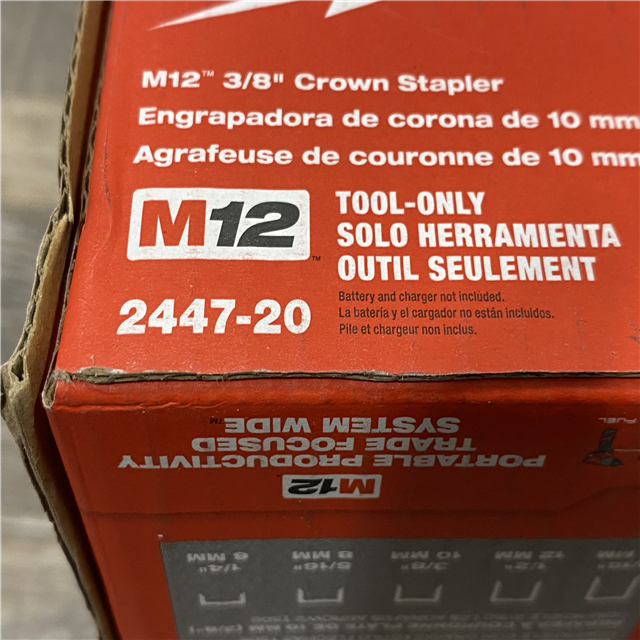 M12™ 3/8" Crown Stapler
Engrapadora de corona de 10 mm
Agrafeuse de couronne de 10 mm
M12™
TOOL-ONLY
SOLO HERRAMIENTA
OUTIL SEULEMENT
2447-20
Battery and charger not included.
La batería y el cargador no están incluidos.
Pile et chargeur non inclus.
PORTABLE PRODUCTIVITY
TRADE FOCUSED
SYSTEM WIDE™
M12
FUEL
1/4" 5/16" 3/8" 1/2"
6 MM 8 MM 10 MM 12 MM